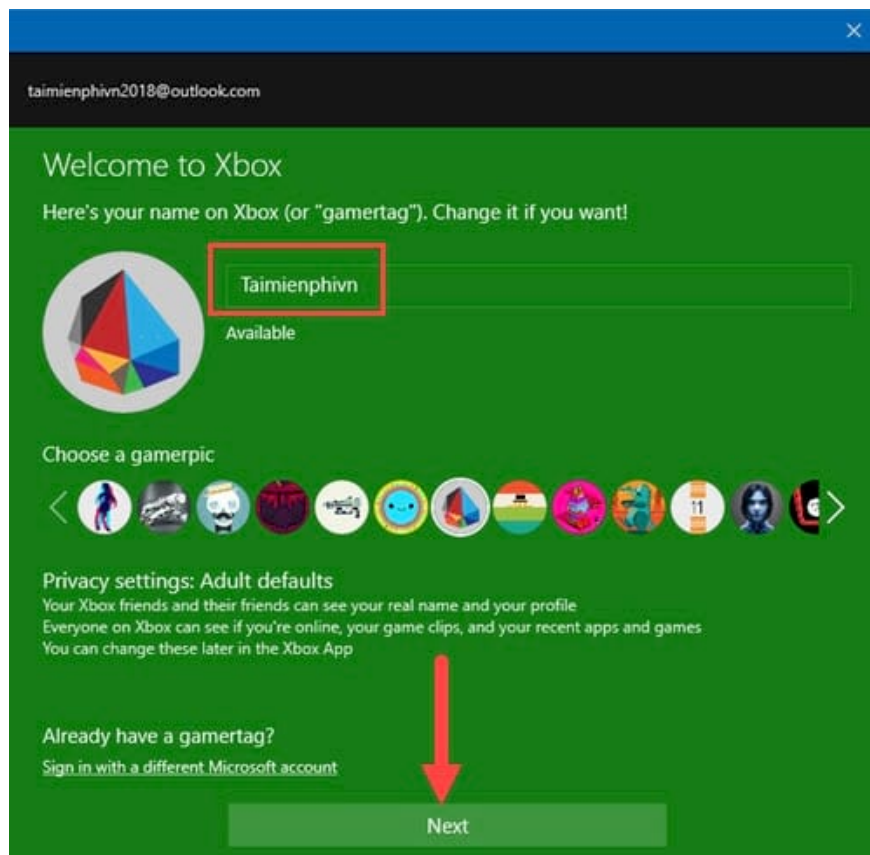 taimienphivn2018@outlook.com
Welcome to Xbox
Here's your name on Xbox (or "gamertag"). Change it if you want!
Taimienphivn
Available
Choose a gamerpic
11
Privacy settings: Adult defaults
Your Xbox friends and their friends can see your real name and your profile
Everyone on Xbox can see if you're online, your game clips, and your recent apps and games
You can change these later in the Xbox App
Already have a gamertag?
Sign in with a different Microsoft account
Next